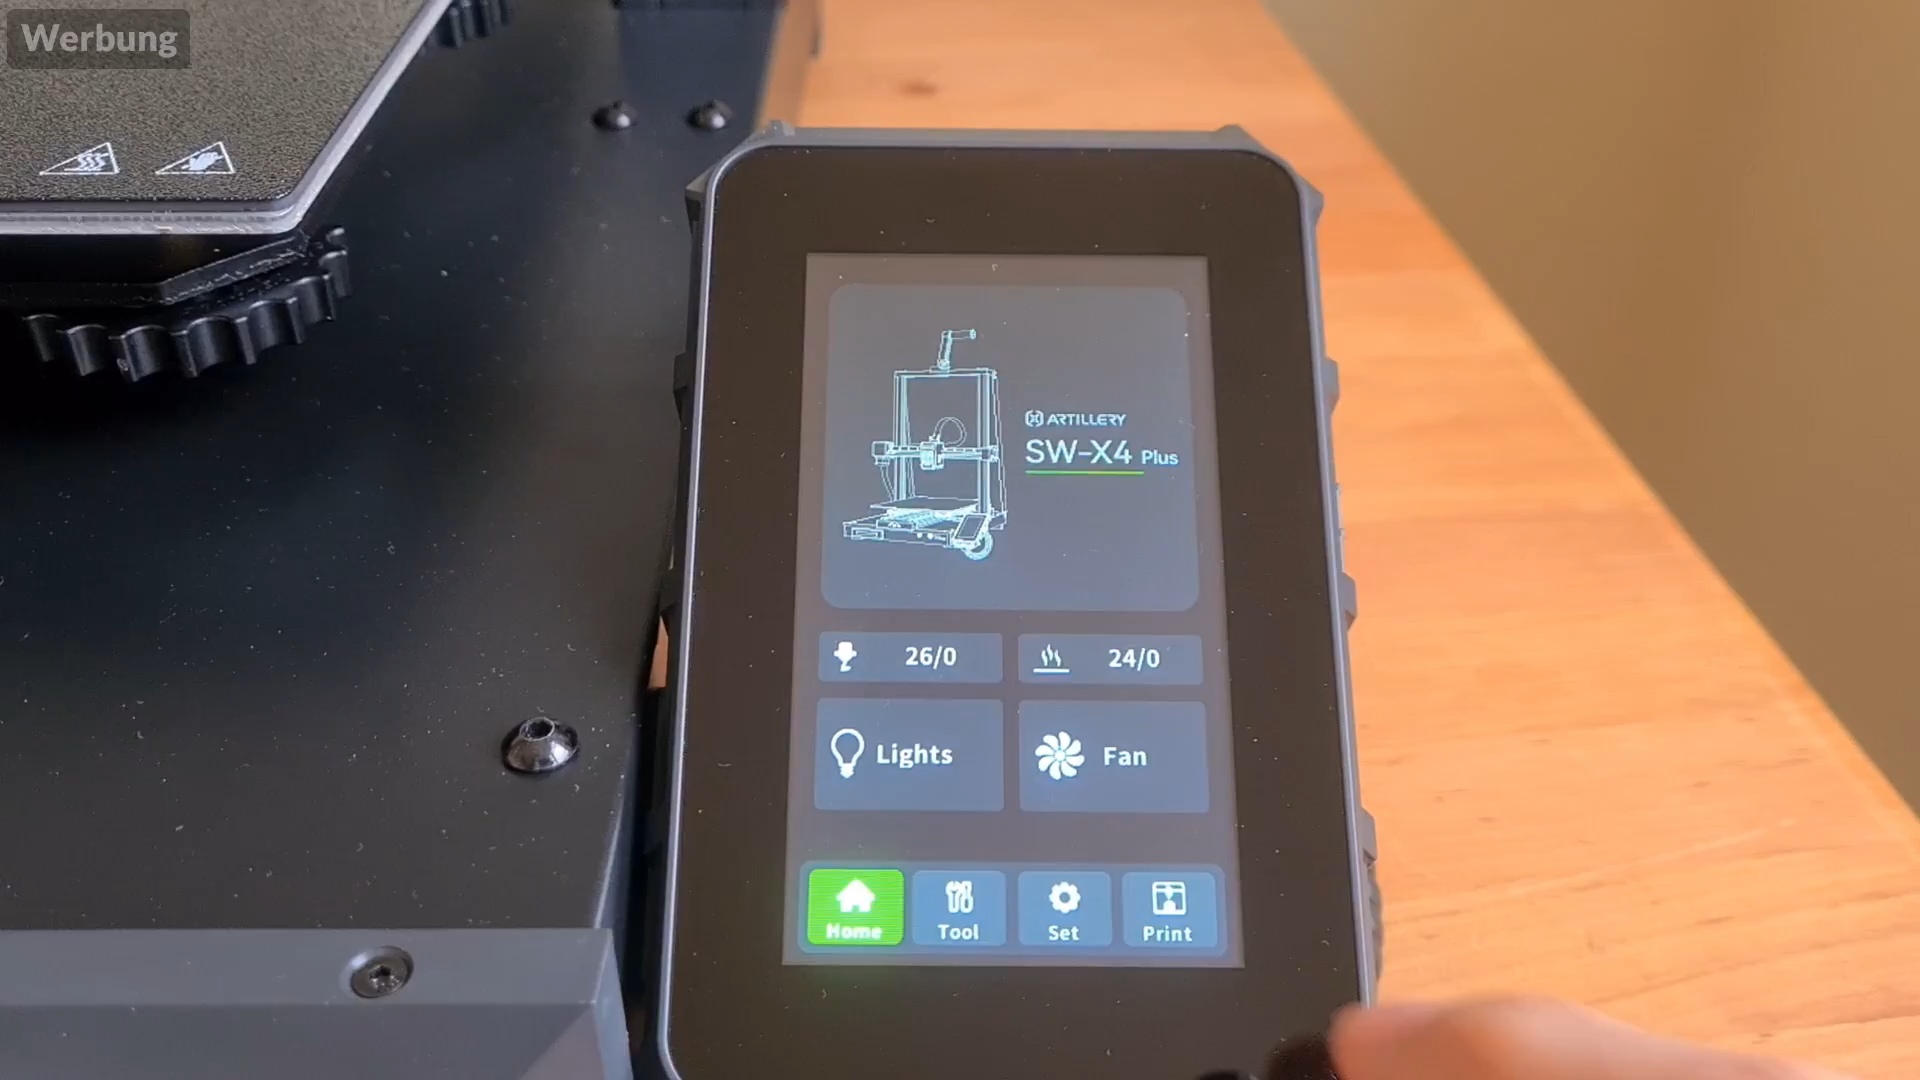 Werbung
ARTILLERY
SW-X4 Plus
26/0
24/0
Lights
Fan
Home
Tool
Set
Print